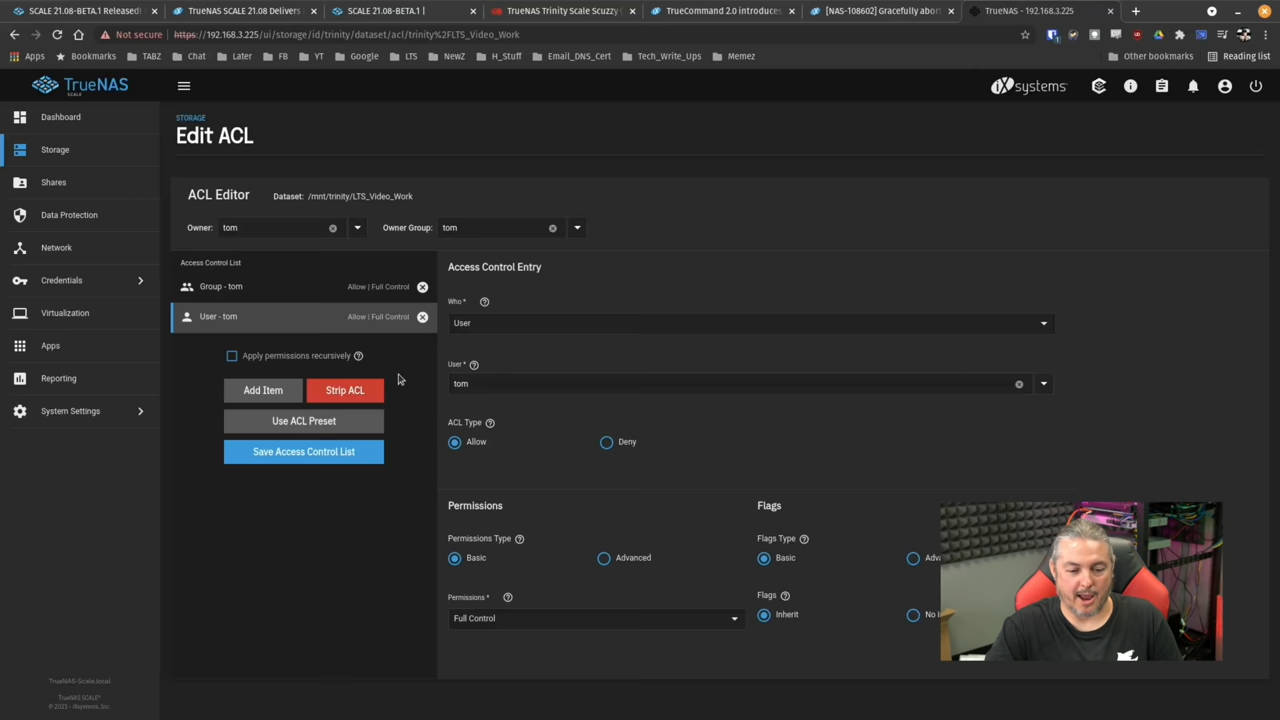 SCALE 21.08-BETA.1 Released!
TrueNAS SCALE 21.08 Delivers
SCALE 21.08-BETA.1 |
TrueNAS Trinity Scale Scuzzy
TrueCommand 2.0 introduces
[NAS-108602] Gracefully abort
TrueNAS - 192.168.3.225
Not secure
https://192.168.3.225/ui/storage/id/trinity/dataset/acl/trinity%2FLTS_Video_Work
Apps
Bookmarks
TABZ
Chat
Later
FB
YT
Google
LTS
NewZ
H_Stuff
Email_DNS_Cert
Tech_Write_Ups
Memez
Other bookmarks
Reading list
TrueNAS
SCALE
iXsystems
Dashboard
Storage
Shares
Data Protection
Network
Credentials
Virtualization
Apps
Reporting
System Settings
TrueNAS-Scale.local
TrueNAS SCALE®
© 2021 - iXsystems, Inc.
STORAGE
Edit ACL
ACL Editor
Dataset: /mnt/trinity/LTS_Video_Work
Owner: tom
Owner Group: tom
Access Control List
Group - tom Allow | Full Control
User - tom Allow | Full Control
Apply permissions recursively
Add Item
Strip ACL
Use ACL Preset
Save Access Control List
Access Control Entry
Who *
User
User *
tom
ACL Type
Allow
Deny
Permissions
Permissions Type
Basic
Advanced
Permissions *
Full Control
Flags
Flags Type
Basic
Adva
Flags
Inherit
No I